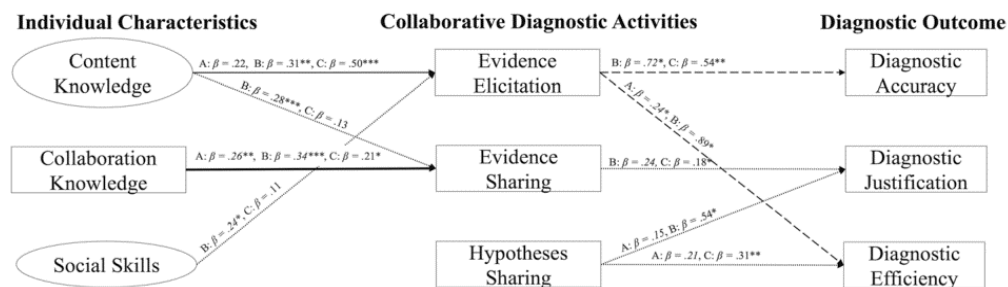 Individual Characteristics
Collaborative Diagnostic Activities
Diagnostic Outcome
Content
Knowledge
A: β = .22, B: β = .31**, C: β = .50***
Evidence
Elicitation
B: β = .72*, C: β = .54**
Diagnostic
Accuracy
B: β = .28***, C: β = .13
A: β = .24*, B: β = .89*
Collaboration
Knowledge
A: β = .26**, B: β = .34***, C: β = .21*
Evidence
Sharing
B: β = .24, C: β = .18*
Diagnostic
Justification
B: β = .24*, C: β = .11
A: β = .15, B: β = .54*
Social Skills
Hypotheses
Sharing
A: β = .21, C: β = .31**
Diagnostic
Efficiency